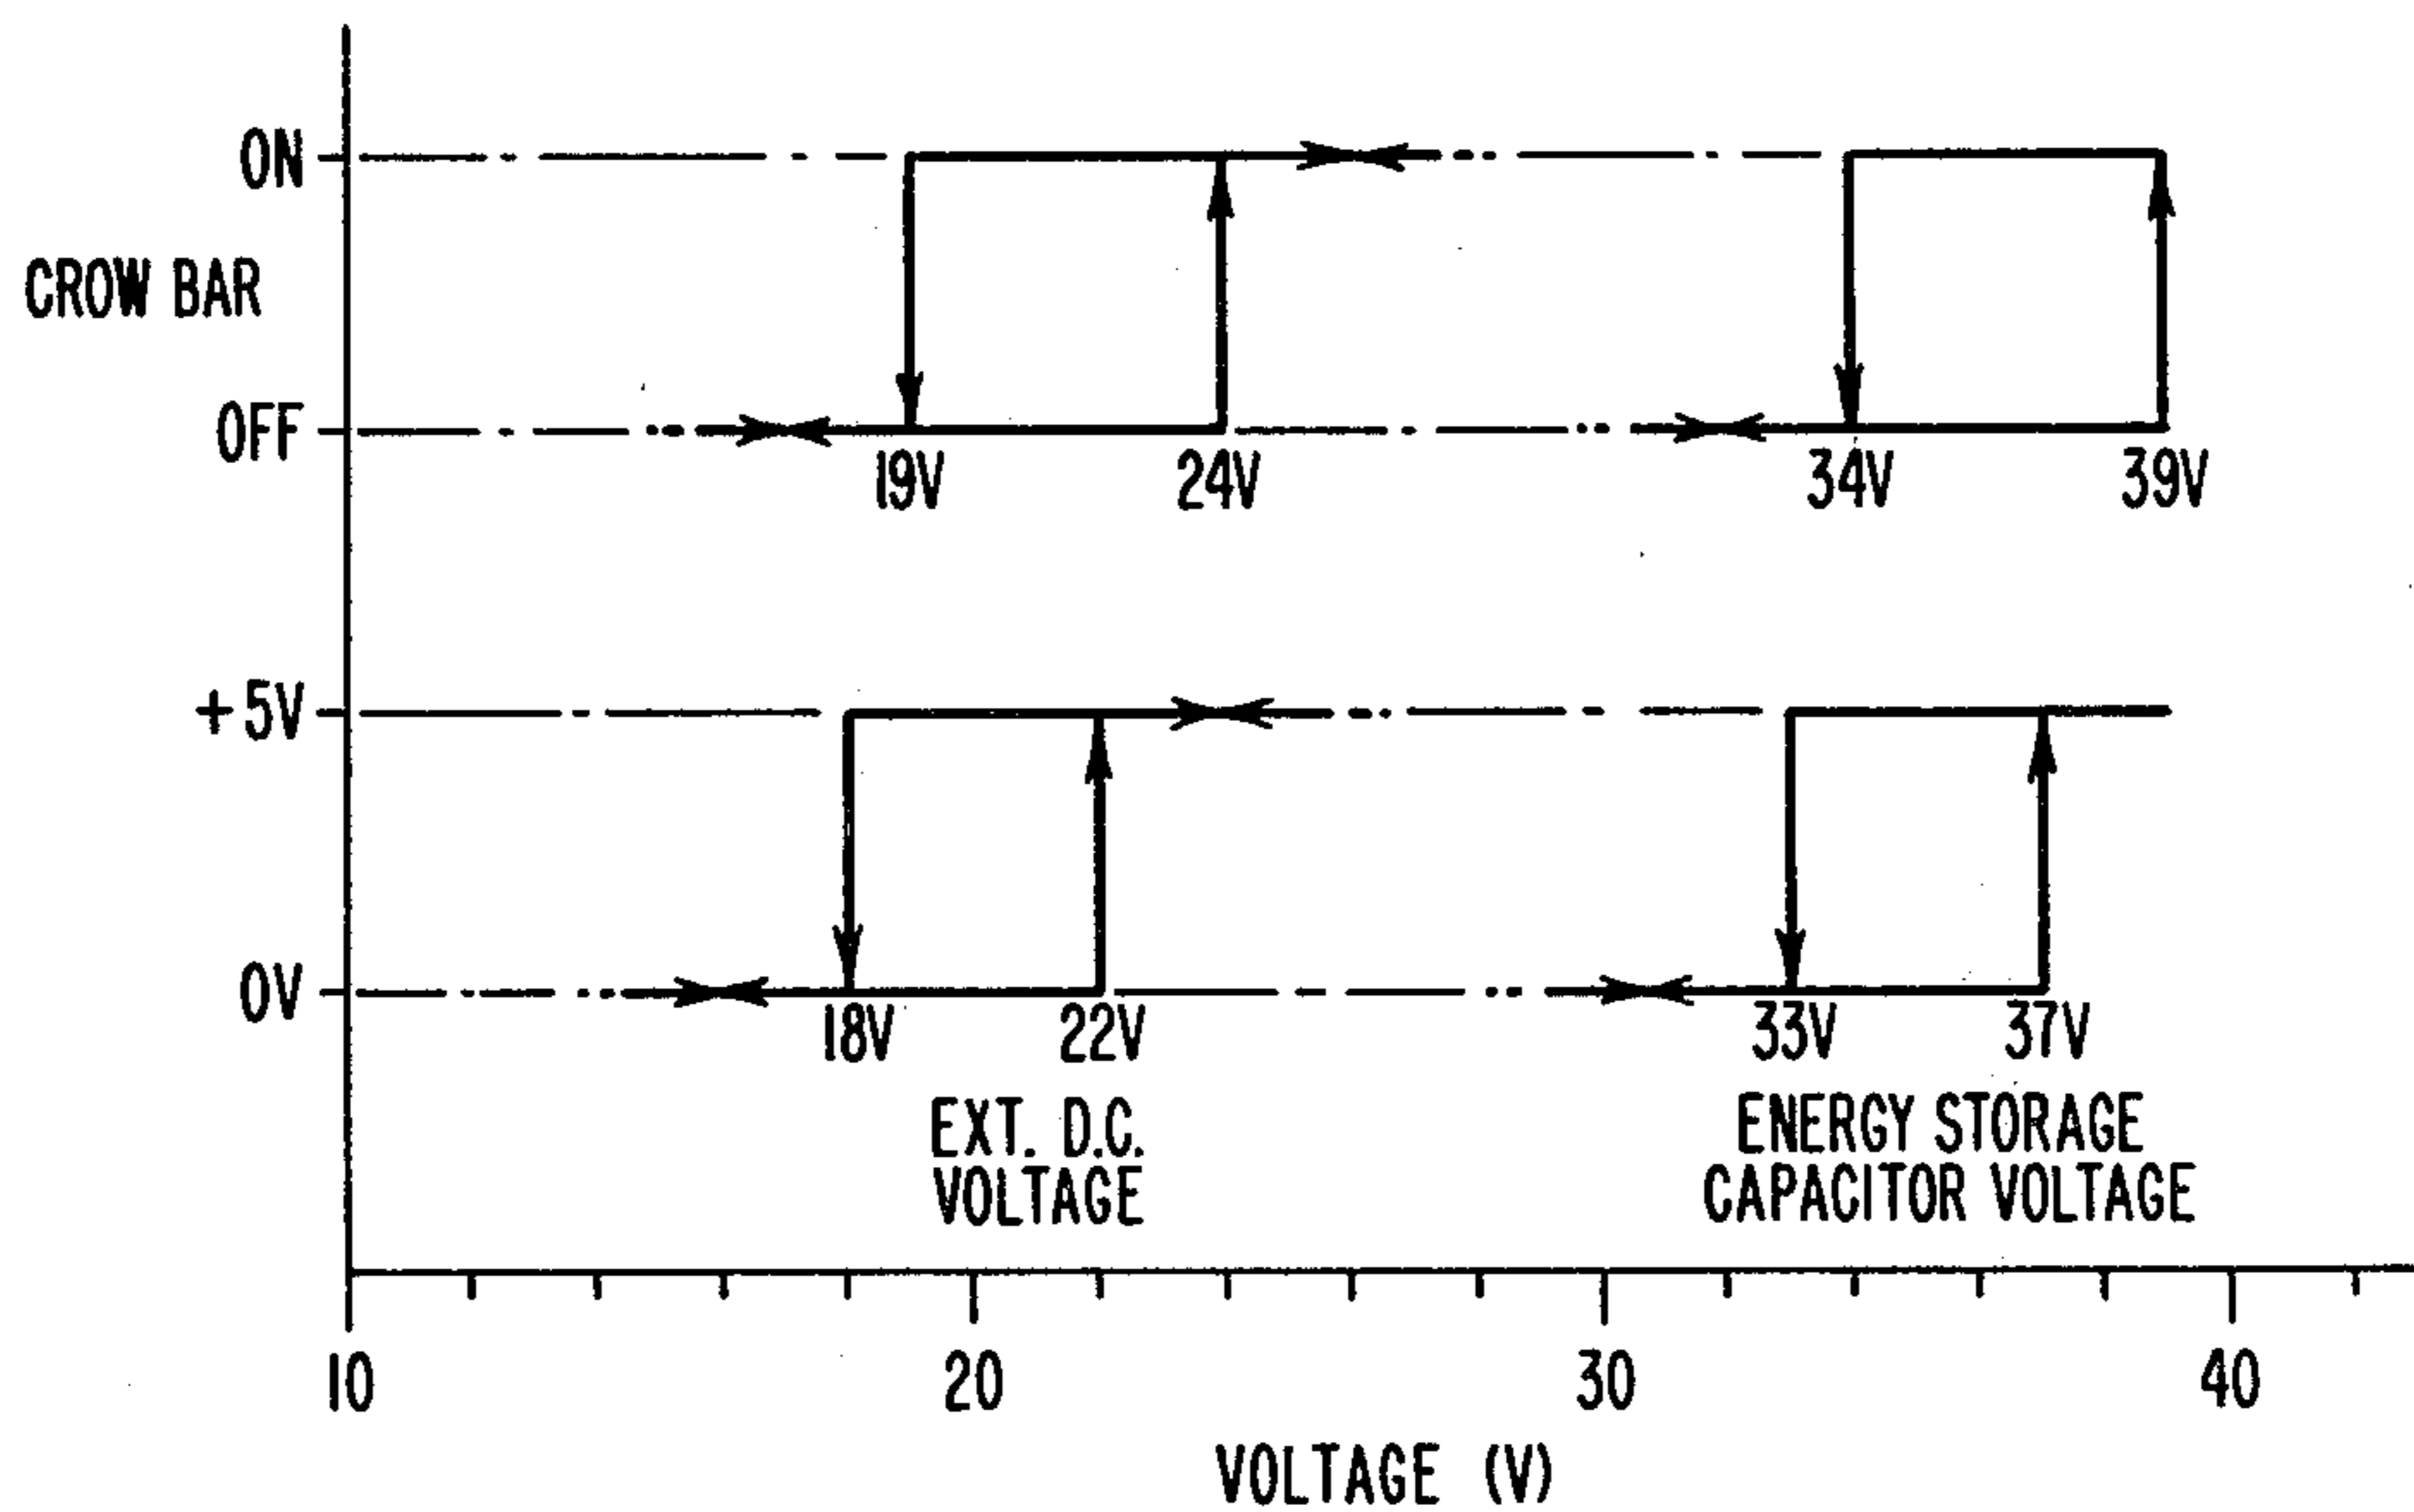 ON
CROW BAR
OFF
19V 24V 34V 39V
+5V
0V
18V 22V 33V 37V
EXT. D.C.
VOLTAGE
ENERGY STORAGE
CAPACITOR VOLTAGE
10 20 30 40
VOLTAGE (V)